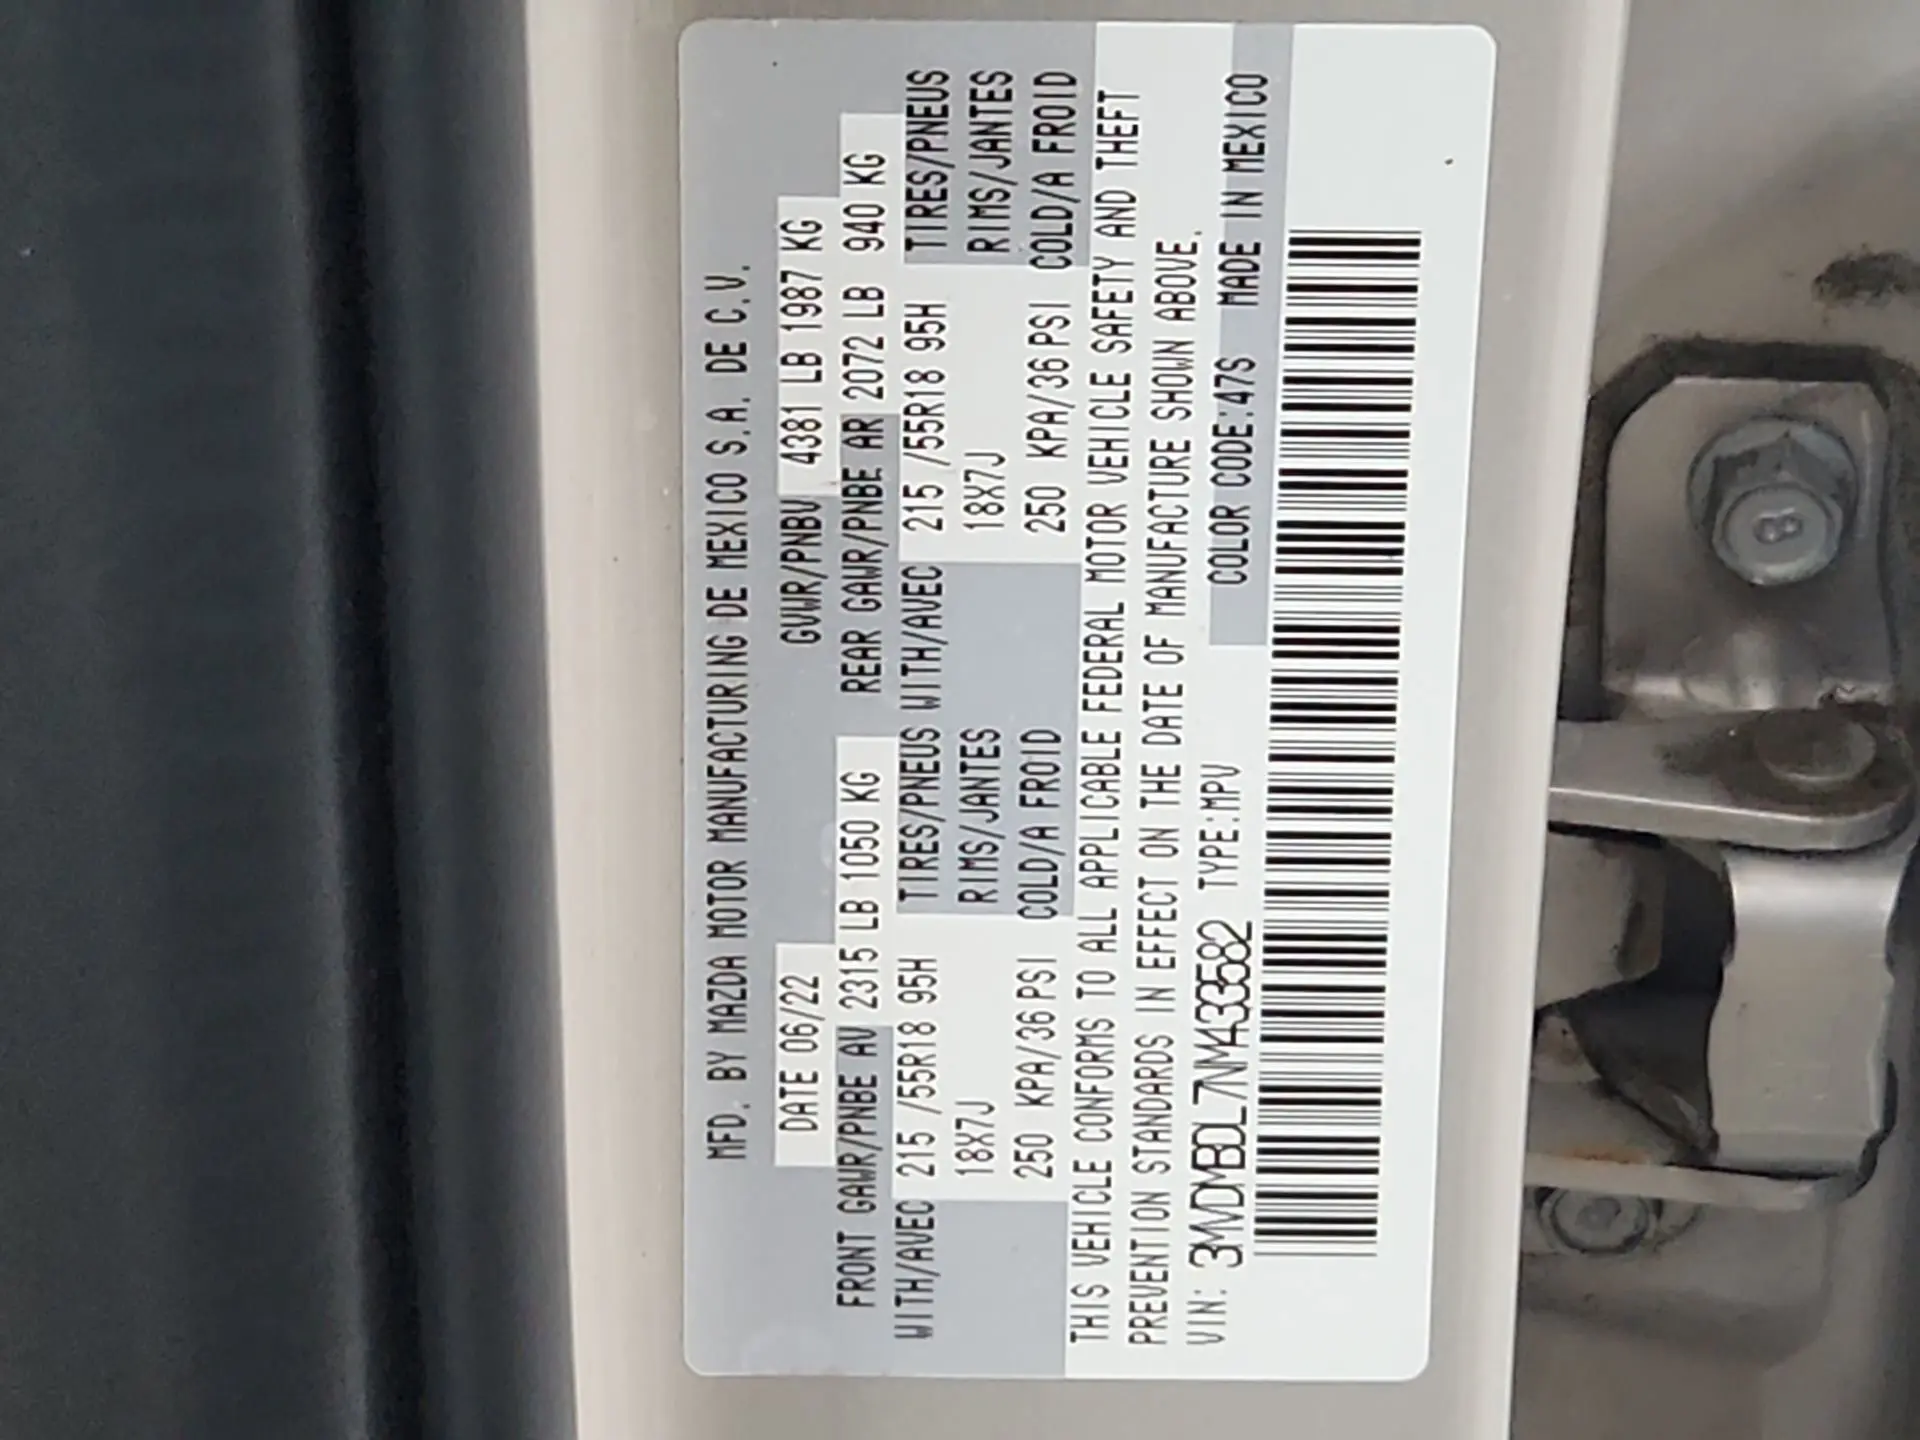 MFD. BY MAZDA MOTOR MANUFACTURING DE MEXICO S.A. DE C.V.
DATE 06/22 GVWR/PNBV 4381 LB 1987 KG
FRONT GAWR/PNBE AV 2315 LB 1050 KG REAR GAWR/PNBE AR 2072 LB 940 KG
WITH/AVEC 215 /55R18 95H TIRES/PNEUS WITH/AVEC 215 /55R18 95H TIRES/PNEUS
18X7J RIMS/JANTES 18X7J RIMS/JANTES
250 KPA/36 PSI COLD/A FROID 250 KPA/36 PSI COLD/A FROID
THIS VEHICLE CONFORMS TO ALL APPLICABLE FEDERAL MOTOR VEHICLE SAFETY AND THEFT
PREVENTION STANDARDS IN EFFECT ON THE DATE OF MANUFACTURE SHOWN ABOVE.
VIN: 3MVDMBDL7NM433582 TYPE:MPV COLOR CODE:47S MADE IN MEXICO
8